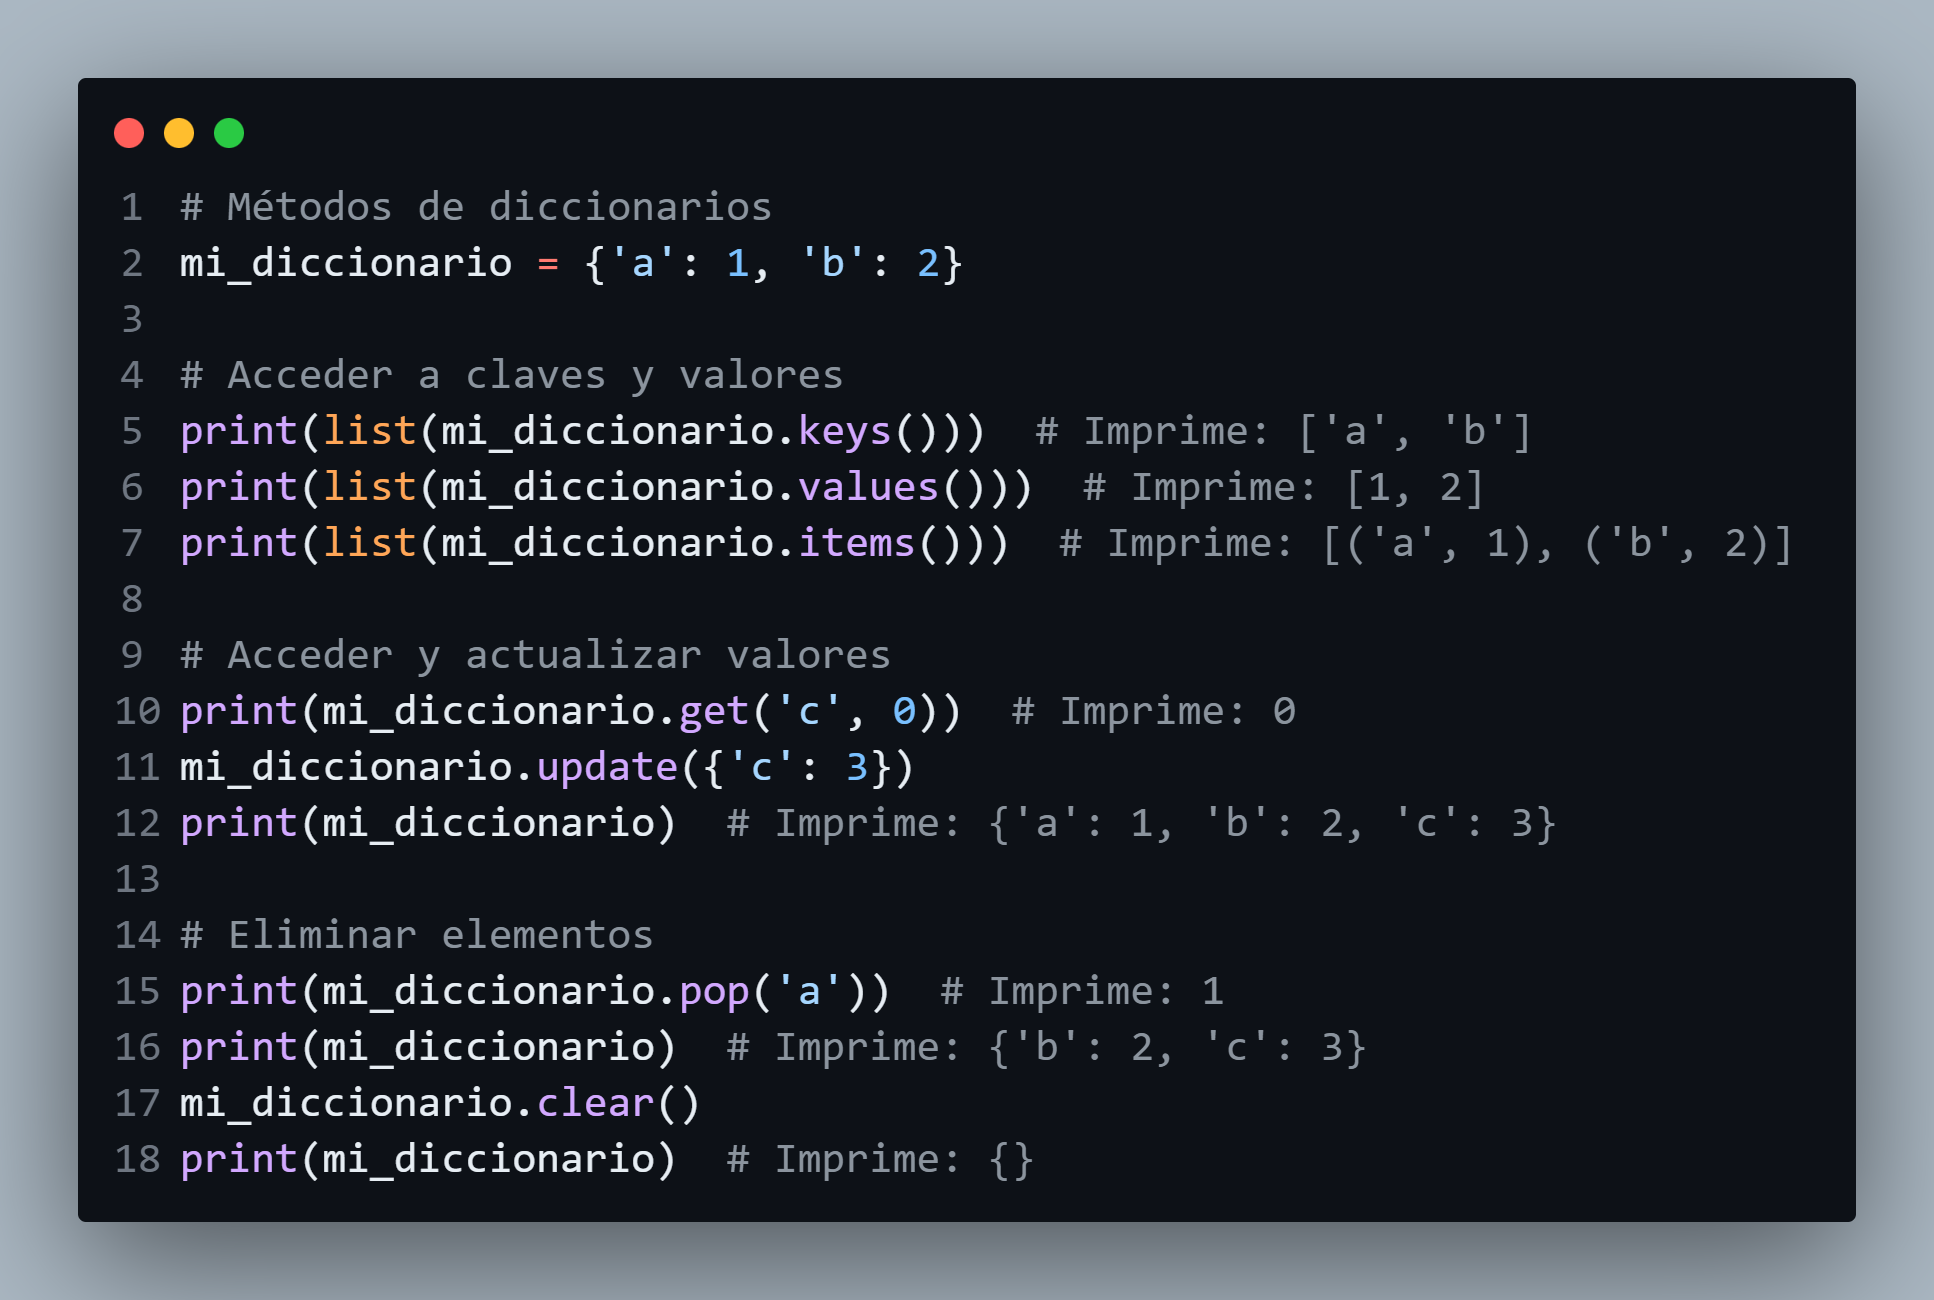 1 # Métodos de diccionarios
2 mi_diccionario = {'a': 1, 'b': 2}
3
4 # Acceder a claves y valores
5 print(list(mi_diccionario.keys()))  # Imprime: ['a', 'b']
6 print(list(mi_diccionario.values()))  # Imprime: [1, 2]
7 print(list(mi_diccionario.items()))  # Imprime: [('a', 1), ('b', 2)]
8
9 # Acceder y actualizar valores
10 print(mi_diccionario.get('c', 0))  # Imprime: 0
11 mi_diccionario.update({'c': 3})
12 print(mi_diccionario)  # Imprime: {'a': 1, 'b': 2, 'c': 3}
13
14 # Eliminar elementos
15 print(mi_diccionario.pop('a'))  # Imprime: 1
16 print(mi_diccionario)  # Imprime: {'b': 2, 'c': 3}
17 mi_diccionario.clear()
18 print(mi_diccionario)  # Imprime: {}